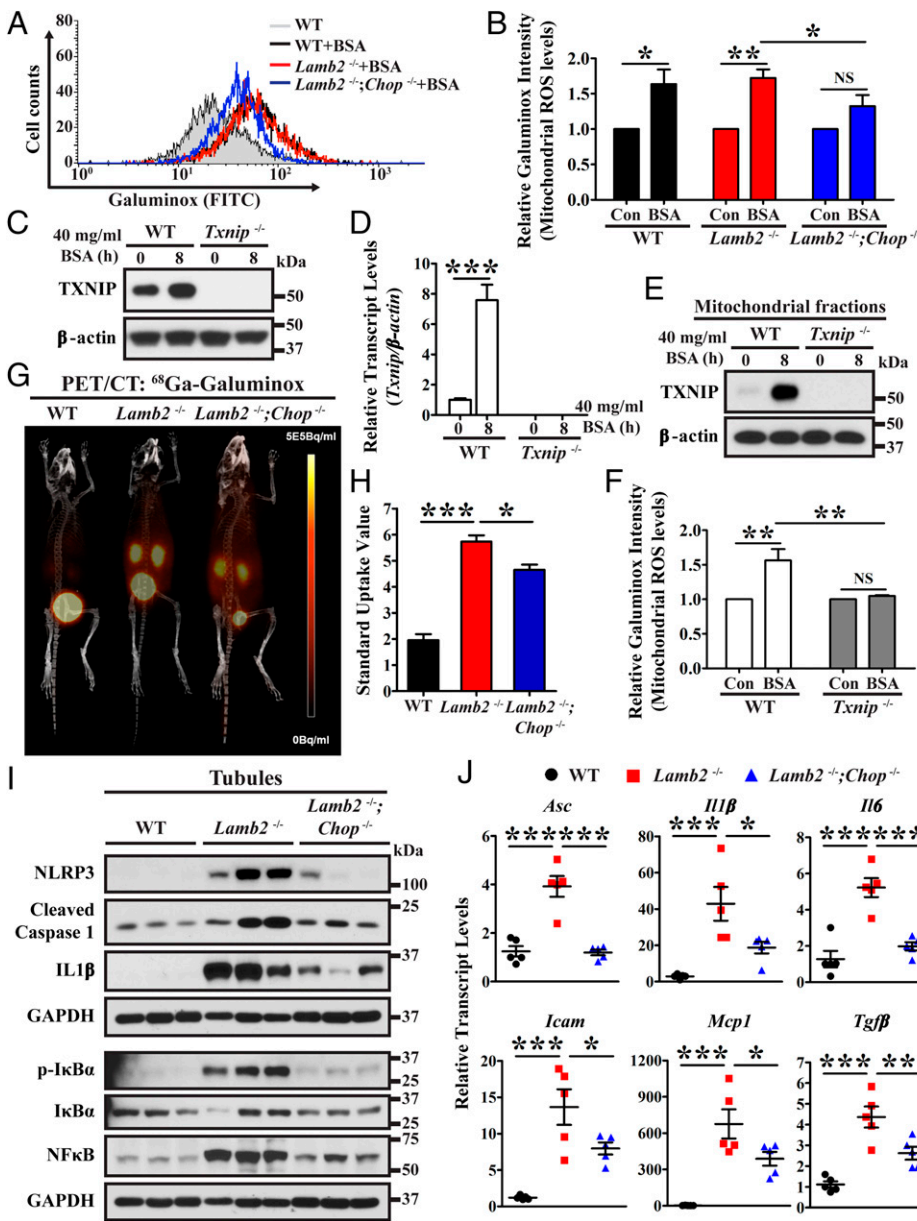 A
Cell counts
80
60
40
20
0
10⁰ 10¹ 10² 10³
Galuminox (FITC)
WT
WT+BSA
Lamb2 -/-+BSA
Lamb2 -/-;Chop -/-+BSA
B
Relative Galuminox Intensity
(Mitochondrial ROS levels)
2.0
1.5
1.0
0.5
0.0
* ** NS *
Con BSA Con BSA Con BSA
WT Lamb2 -/- Lamb2 -/-;Chop -/-
C
40 mg/ml
BSA (h)
WT Txnip -/-
0 8 0 8 kDa
TXNIP 50
β-actin 50
37
D
Relative Transcript Levels
(Txnip/β-actin)
10
8
6
4
2
0
***
0 8 0 8
40 mg/ml
BSA (h)
WT Txnip -/-
E
Mitochondrial fractions
40 mg/ml
BSA (h)
WT Txnip -/-
0 8 0 8 kDa
TXNIP 50
β-actin 50
37
F
Relative Galuminox Intensity
(Mitochondrial ROS levels)
2.0
1.5
1.0
0.5
0.0
** ** NS
Con BSA Con BSA
WT Txnip -/-
G
PET/CT: ⁶⁸Ga-Galuminox
WT Lamb2 -/- Lamb2 -/-;Chop -/-
5E5Bq/ml
0Bq/ml
H
Standard Uptake Value
7
6
5
4
3
2
1
0
*** *
WT Lamb2 -/- Lamb2 -/-;
Chop -/-
I
Tubules
WT Lamb2 -/- Lamb2 -/-;
Chop -/-
kDa
NLRP3 100
Cleaved
Caspase 1
25
IL1β 37
25
GAPDH 37
p-IκBα 37
25
IκBα 37
25
NFκB 75
50
GAPDH 37
J
WT Lamb2 -/- Lamb2 -/-;Chop -/-
Relative Transcript Levels
Asc
6
4
2
0
*** ***
Il1β
80
60
40
20
0
*** *
Il6
8
6
4
2
0
*** ***
Icam
20
15
10
5
0
*** *
Mcp1
1200
900
600
300
0
*** *
Tgfβ
7
6
5
4
3
2
1
0
*** **